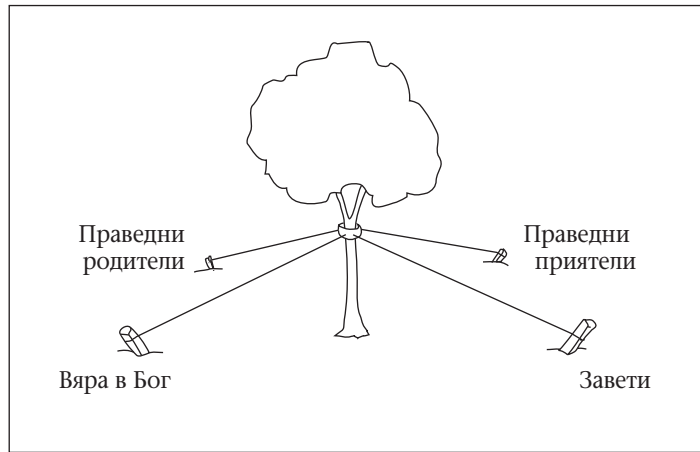 Праведни
родители
Праведни
приятели
Вяра в Бог
Завети